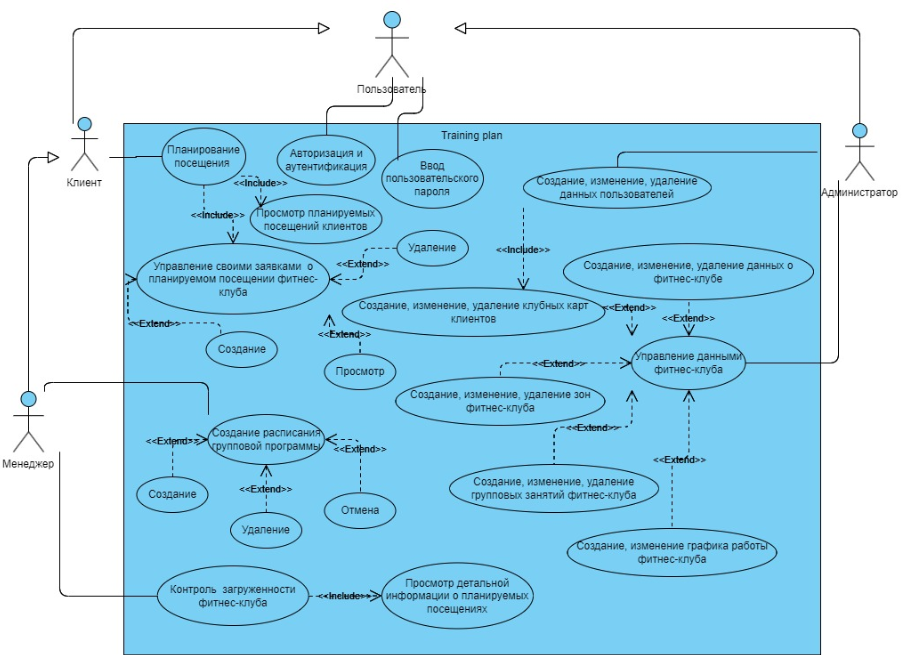 Пользователь
Training plan
Клиент
Администратор
Планирование
посещения
Авторизация и
аутентификация
Ввод
пользовательского
пароля
Создание, изменение, удаление
данных пользователей
<<Include>>
<<Include>>
Просмотр планируемых
посещений клиентов
Удаление
<<Extend>>
Управление своими заявками о
планируемом посещении фитнес-
клуба
<<Include>>
Создание, изменение, удаление данных о
фитнес-клубе
Создание, изменение, удаление клубных карт
клиентов
<<Extend>>
<<Extend>>
<<Extend>>
Создание
<<Extend>>
Просмотр
<<Extend>>
Управление данными
фитнес-клуба
Создание, изменение, удаление зон
фитнес-клуба
Менеджер
Создание расписания
групповой программы
<<Extend>>
<<Extend>>
<<Extend>>
<<Extend>>
<<Extend>>
Создание
Удаление
Отмена
Создание, изменение, удаление
групповых занятий фитнес-клуба
Создание, изменение графика работы
фитнес-клуба
Контроль загруженности
фитнес-клуба
<<Include>>
Просмотр детальной
информации о планируемых
посещениях